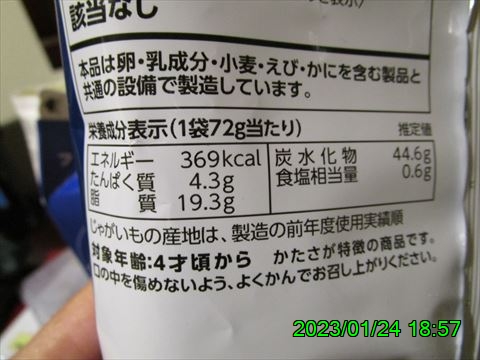 該当なし
表示)
本品は卵・乳成分・小麦・えび・かにを含む製品と
共通の設備で製造しています。
栄養成分表示(1袋72g当たり) 推定値
エネルギー 369kcal 炭水化物 44.6g
たんぱく質 4.3g 食塩相当量 0.6g
脂質 19.3g
じゃがいもの産地は、製造の前年度使用実績順
対象年齢:4才頃から かたさが特徴の商品です。
口の中を傷めないよう、よくかんでお召し上がりください。
2023/01/24 18:57